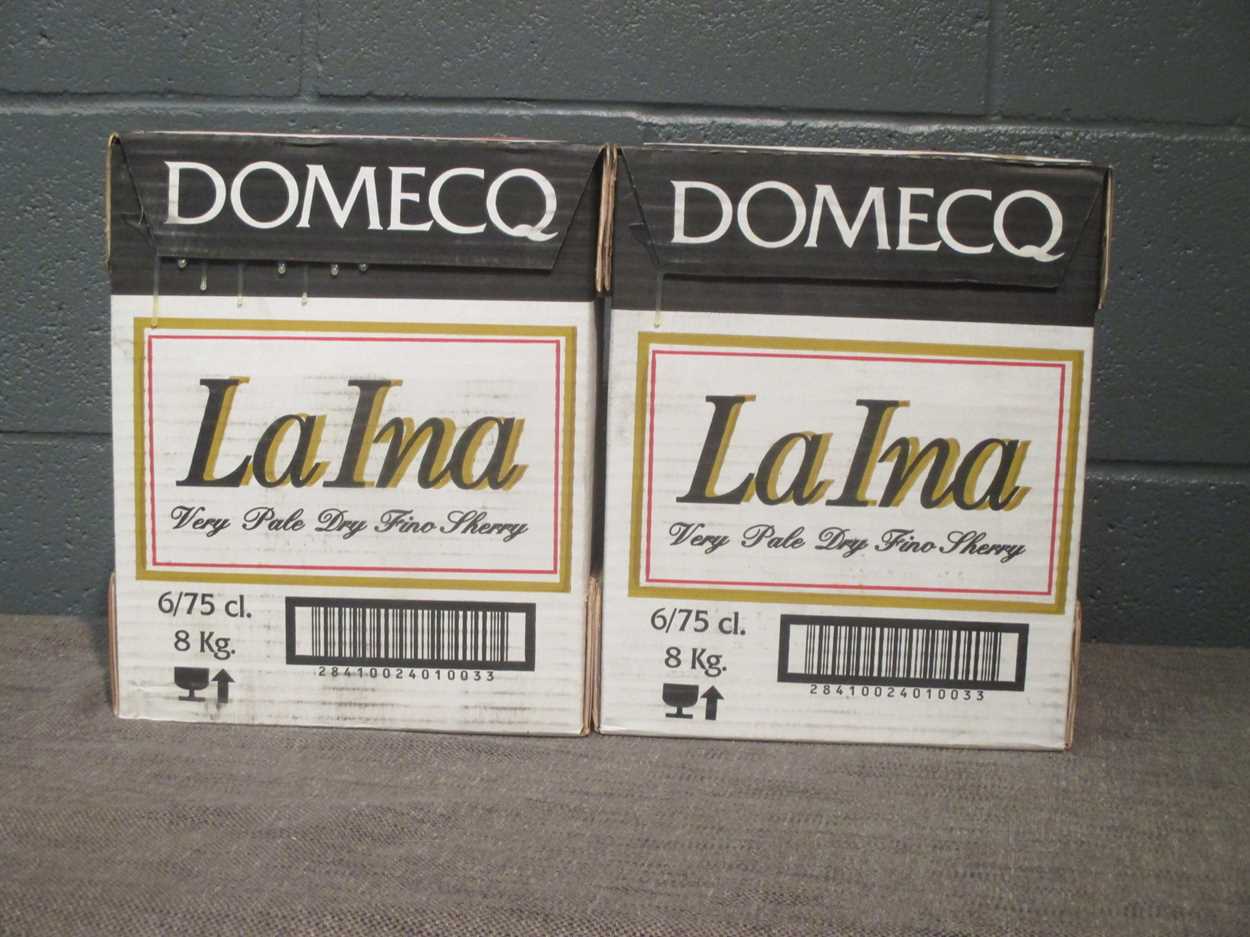 DOMECQ
La Ina
Very Pale Dry Fino Sherry
6/75 cl.
8 Kg.
28410024010033
DOMECQ
La Ina
Very Pale Dry Fino Sherry
6/75 cl.
8 Kg.
28410024010033